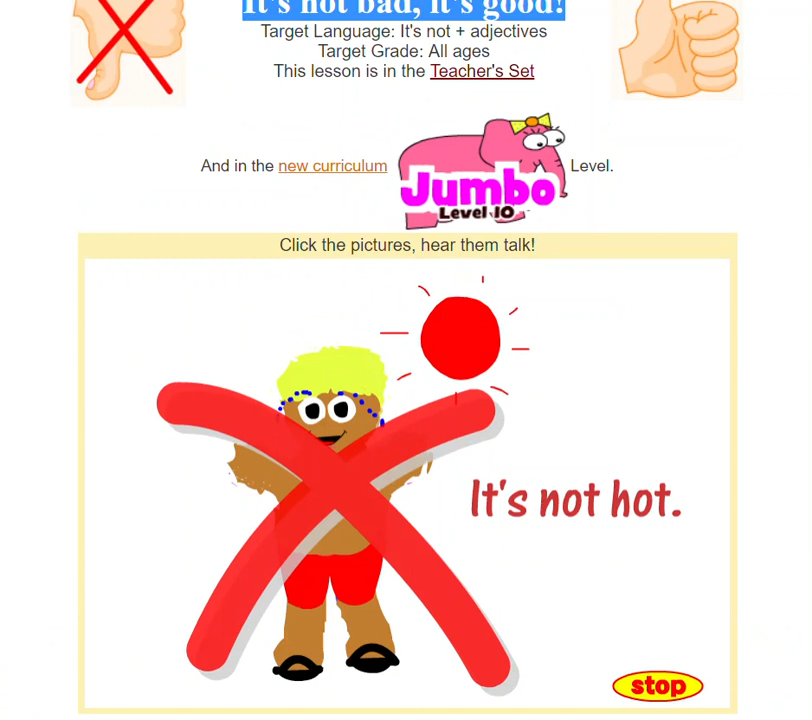 It's not bad, it's good!
Target Language: It's not + adjectives
Target Grade: All ages
This lesson is in the Teacher's Set
And in the new curriculum Jumbo Level 10 Level.
Click the pictures, hear them talk!
It's not hot.
stop